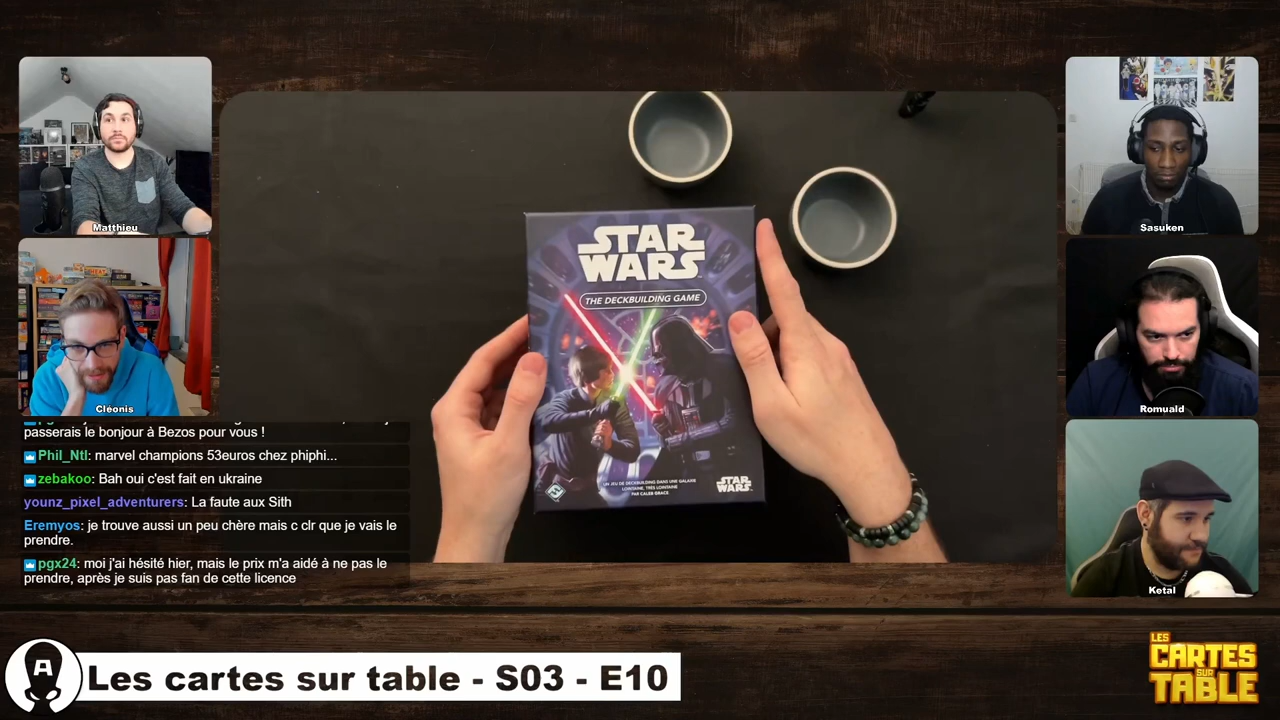 Matthieu
Cléonis
passerais le bonjour à Bezos pour vous !
Phil_Ntl: marvel champions 53euros chez phiphi...
zebakoo: Bah oui c'est fait en ukraine
younz_pixel_adventurers: La faute aux Sith
Eremyos: je trouve aussi un peu chère mais c clr que je vais le
prendre.
pgx24: moi j'ai hésité hier, mais le prix m'a aidé à ne pas le
prendre, après je suis pas fan de cette licence
STAR
WARS
THE DECKBUILDING GAME
UN JEU DE DECKBUILDING DANS UNE GALAXIE
LOINTAINE, TRÈS LOINTAINE
PAR CALEB GRACE
STAR
WARS
Sasuken
Romuald
Ketal
A
Les cartes sur table - S03 - E10
LES
CARTES
SUR
TABLE